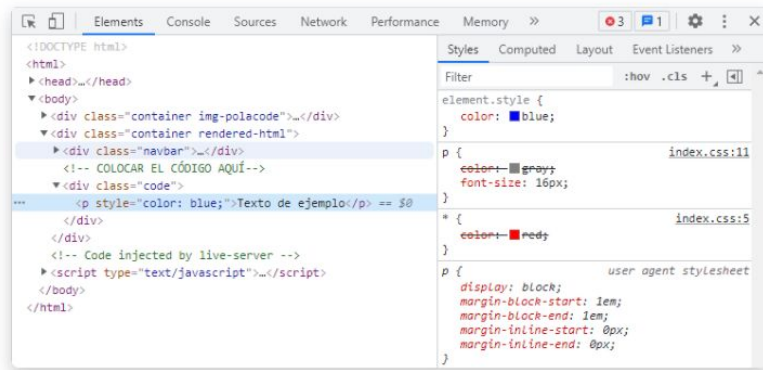 Elements Console Sources Network Performance Memory » 3 1
<!DOCTYPE html>
<html>
<head>…</head>
<body>
<div class="container img-polacode">…</div>
<div class="container rendered-html">
<div class="navbar">…</div>
<!-- COLOCAR EL CÓDIGO AQUÍ-->
<div class="code">
<p style="color: blue;">Texto de ejemplo</p> == $0
</div>
</div>
<!-- Code injected by live-server -->
<script type="text/javascript">…</script>
</body>
</html>
Styles Computed Layout Event Listeners »
Filter :hov .cls +
element.style {
color: blue;
}
p { index.css:11
color: gray;
font-size: 16px;
}
* { index.css:5
color: red;
}
p { user agent stylesheet
display: block;
margin-block-start: 1em;
margin-block-end: 1em;
margin-inline-start: 0px;
margin-inline-end: 0px;
}